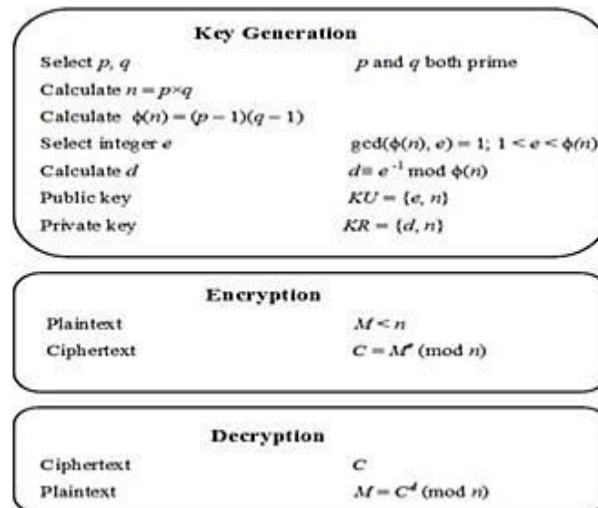 Key Generation
Select p, q p and q both prime
Calculate n = p×q
Calculate ϕ(n) = (p − 1)(q − 1)
Select integer e gcd(ϕ(n), e) = 1; 1 < e < ϕ(n)
Calculate d d ≡ e⁻¹ mod ϕ(n)
Public key KU = {e, n}
Private key KR = {d, n}
Encryption
Plaintext M < n
Ciphertext C = Mᵉ (mod n)
Decryption
Ciphertext C
Plaintext M = Cᵈ (mod n)